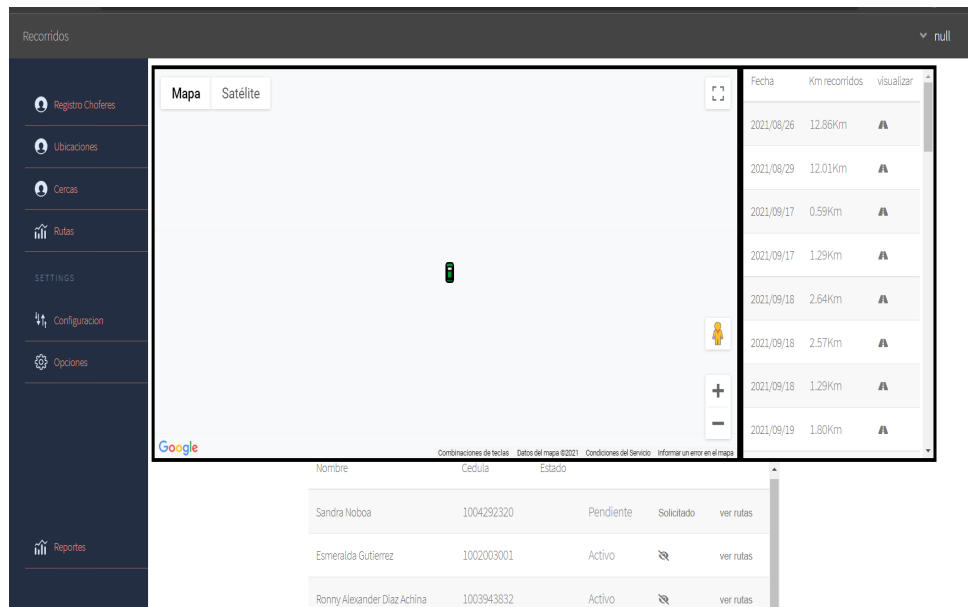 Recorridos
null
Registro Choferes
Ubicaciones
Cercas
Rutas
SETTINGS
Configuracion
Opciones
Reportes
Mapa Satélite
Google
Combinaciones de teclas Datos del mapa ©2021 Condiciones del Servicio Informar un error en el mapa
Fecha Km recorridos visualizar
2021/08/26 12.86Km
2021/08/29 12.01Km
2021/09/17 0.59Km
2021/09/17 1.29Km
2021/09/18 2.64Km
2021/09/18 2.57Km
2021/09/18 1.29Km
2021/09/19 1.80Km
Nombre Cedula Estado
Sandra Noboa 1004292320 Pendiente Solicitado ver rutas
Esmeralda Gutierrez 1002003001 Activo ver rutas
Ronny Alexander Diaz Achina 1003943832 Activo ver rutas